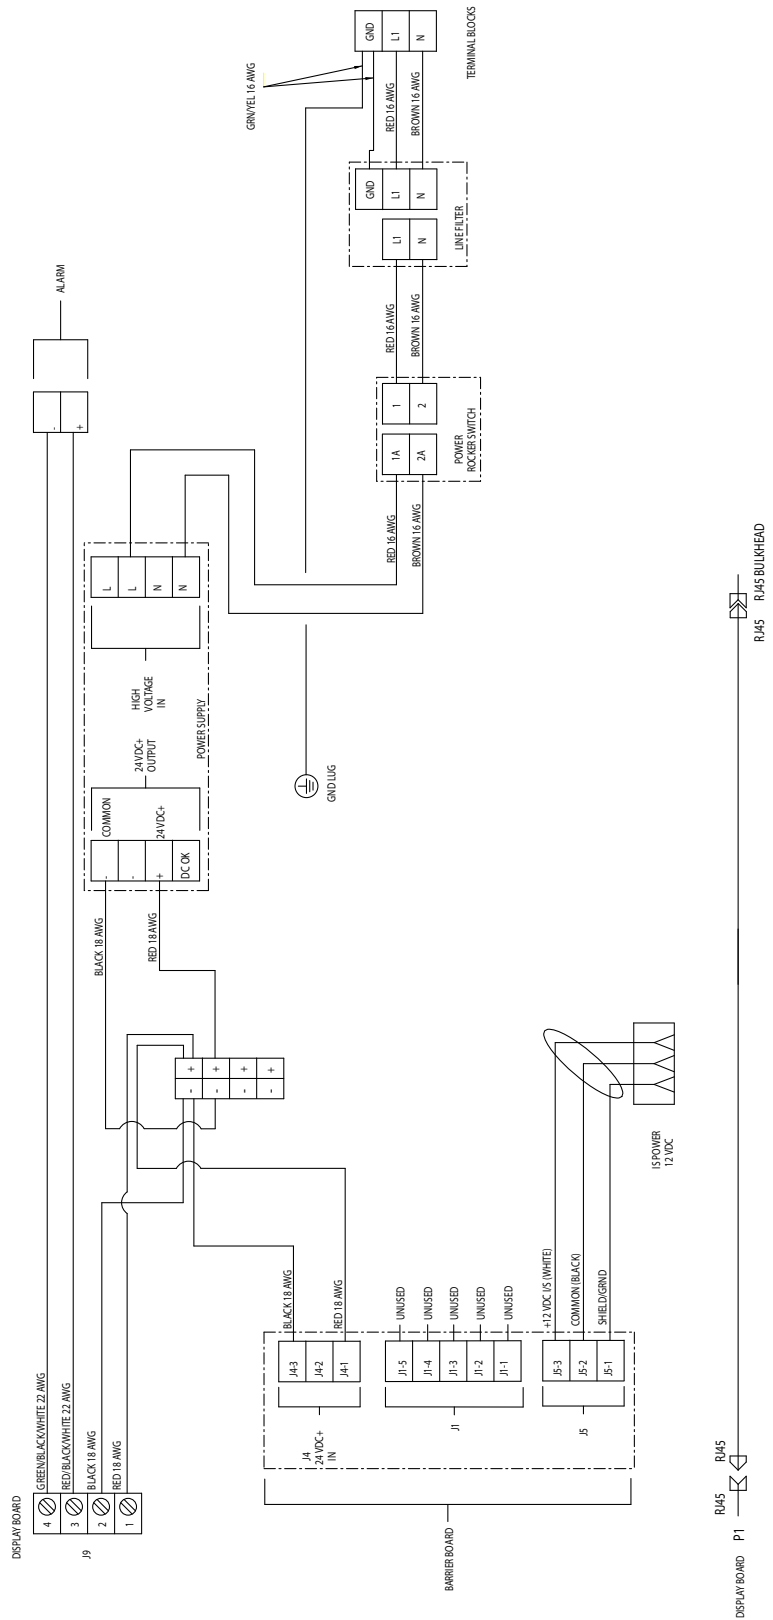 DISPLAY BOARD
J9
4
3
2
1
GREEN/BLACK/WHITE 22 AWG
RED/BLACK/WHITE 22 AWG
BLACK 18 AWG
RED 18 AWG
-
+
ALARM
BARRIER BOARD
J4
24 VDC+
IN
J4-3
J4-2
J4-1
BLACK 18 AWG
RED 18 AWG
J1
J1-5
J1-4
J1-3
J1-2
J1-1
UNUSED
UNUSED
UNUSED
UNUSED
UNUSED
J5
J5-3
J5-2
J5-1
+12 VDC I/S (WHITE)
COMMON (BLACK)
SHIELD/GRND
IS POWER
12 VDC
- +
- +
- +
- +
BLACK 18 AWG
RED 18 AWG
-
-
+
DC OK
COMMON
24 VDC+
24 VDC+
OUTPUT
HIGH
VOLTAGE
IN
POWER SUPPLY
L
L
N
N
GND LUG
RED 16 AWG
BROWN 16 AWG
1A
2A
1
2
POWER
ROCKER SWITCH
RED 16 AWG
BROWN 16 AWG
L1
N
GND
L1
N
LINE FILTER
GRN/YEL 16 AWG
RED 16 AWG
BROWN 16 AWG
GND
L1
N
TERMINAL BLOCKS
DISPLAY BOARD P1
RJ45
RJ45
RJ45
RJ45 BULKHEAD